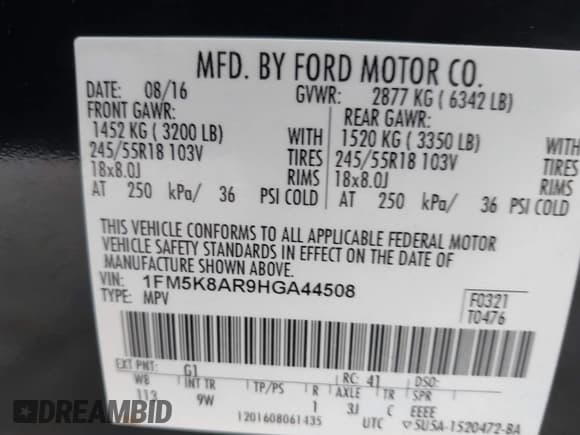 MFD. BY FORD MOTOR CO.
DATE: 08/16 GVWR: 2877 KG ( 6342 LB)
FRONT GAWR: REAR GAWR:
1452 KG ( 3200 LB) WITH 1520 KG ( 3350 LB) WITH
245/55R18 103V TIRES 245/55R18 103V TIRES
18x8.0J RIMS 18x8.0J RIMS
AT 250 kPa/ 36 PSI COLD AT 250 kPa/ 36 PSI COLD
THIS VEHICLE CONFORMS TO ALL APPLICABLE FEDERAL MOTOR
VEHICLE SAFETY STANDARDS IN EFFECT ON THE DATE OF
MANUFACTURE SHOWN ABOVE.
VIN: 1FM5K8AR9HGA44508 F0321
TYPE: MPV T0476
EXT PNT: G1 RC: 41 DSO:
WB INT TR TP/PS R AXLE TR SPR
113 9W 1 3J C EEEE
1201608061435 UTC ▽5U5A-1520472-BA
DREAMBID